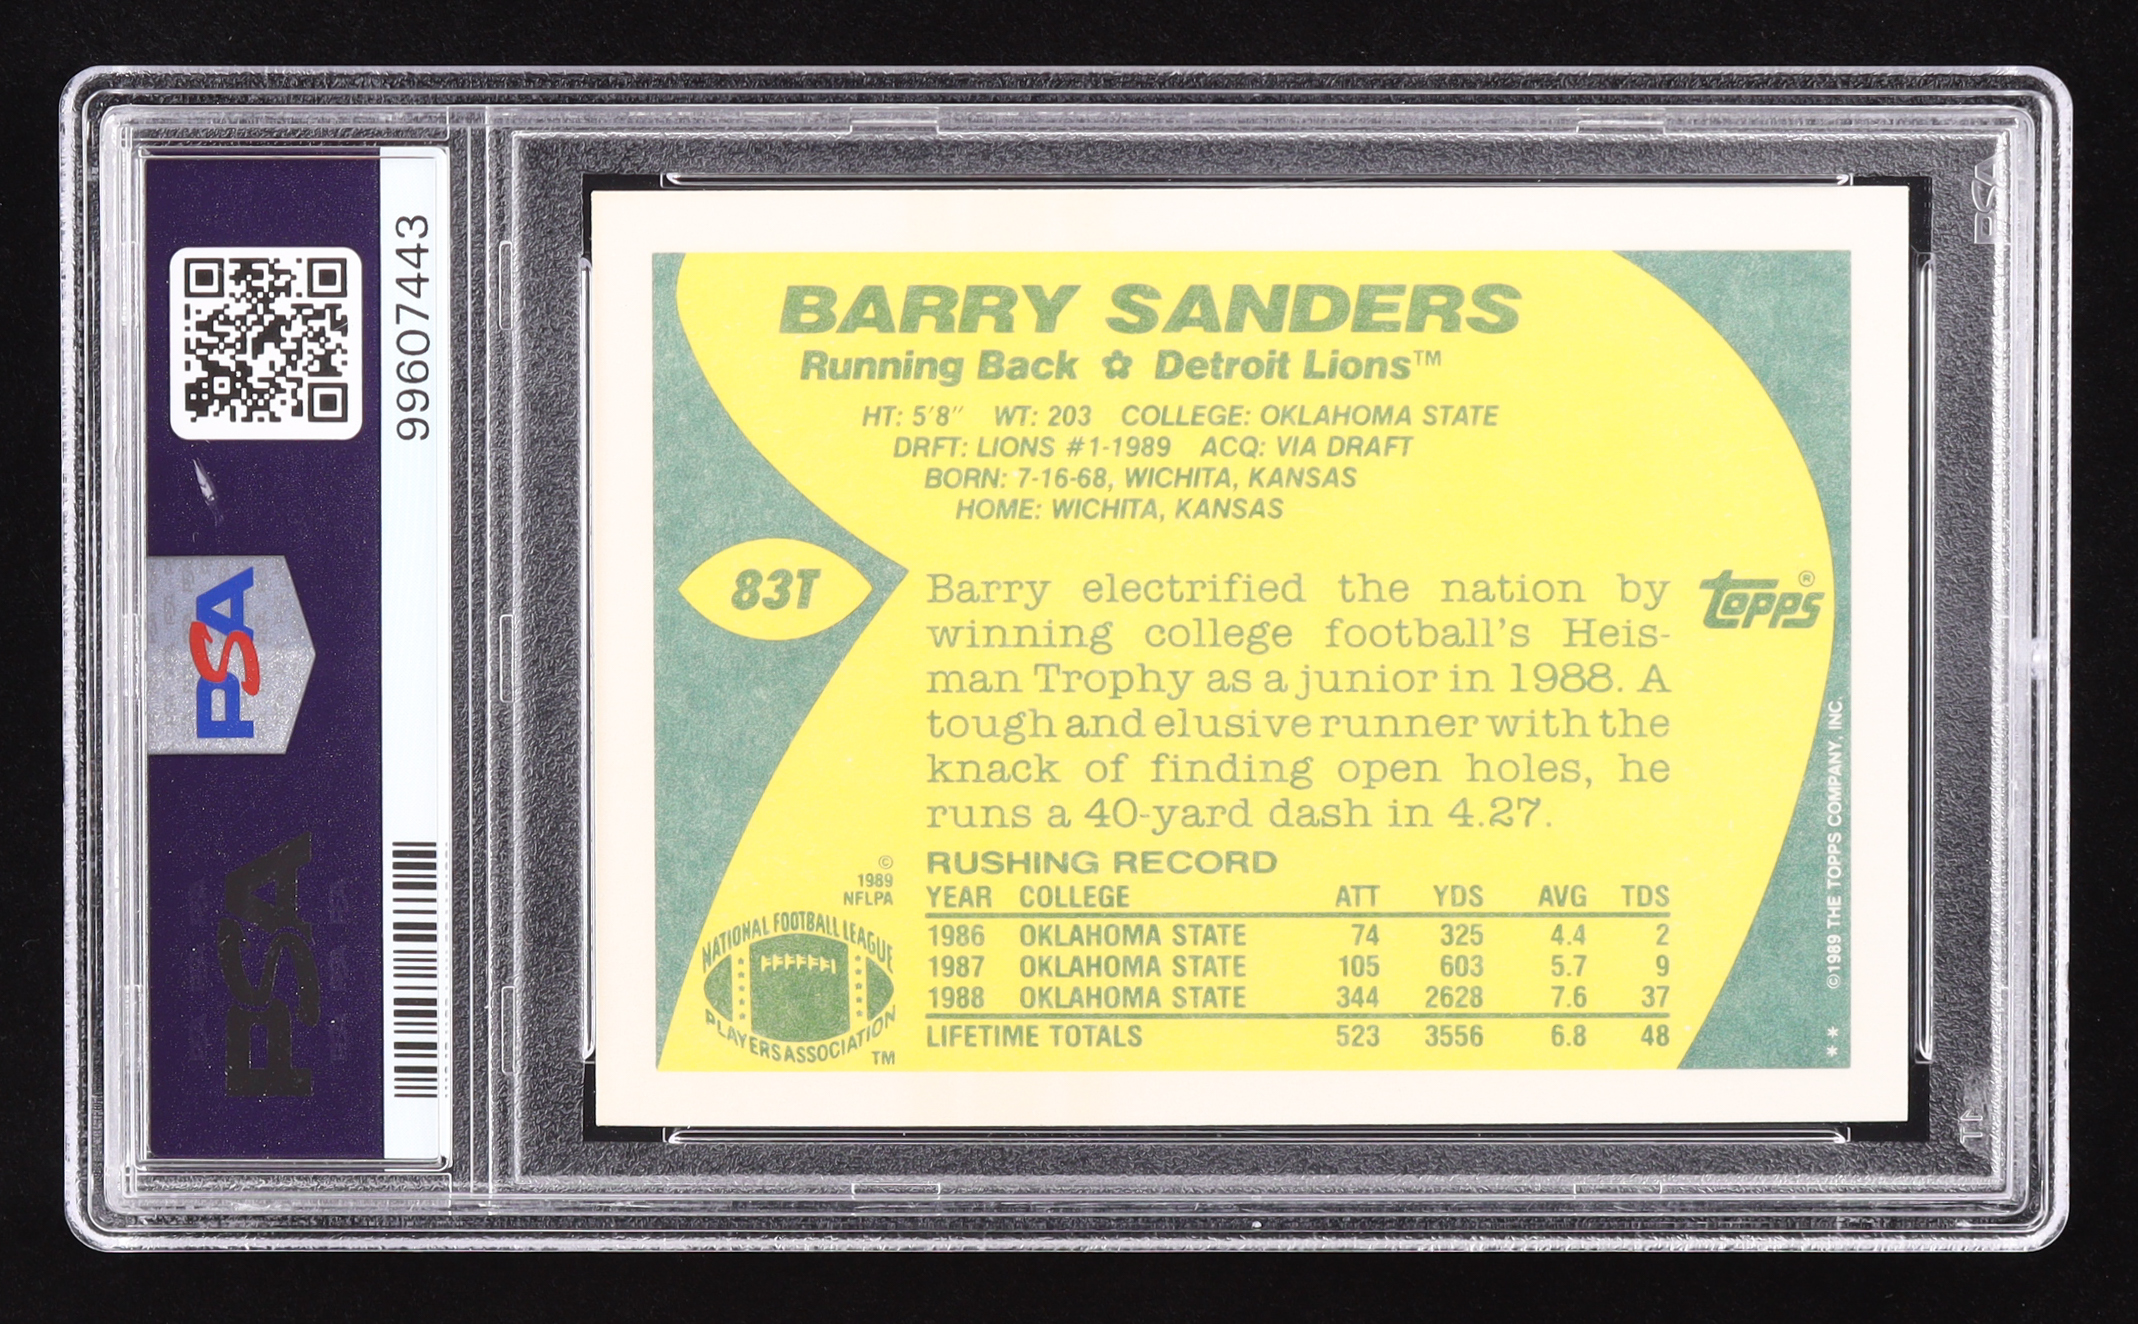 99607443
PSA
PSA
PSA
BARRY SANDERS
Running Back ✿ Detroit Lions™
HT: 5'8" WT: 203 COLLEGE: OKLAHOMA STATE
DRFT: LIONS #1-1989 ACQ: VIA DRAFT
BORN: 7-16-68, WICHITA, KANSAS
HOME: WICHITA, KANSAS
83T
Barry electrified the nation by
winning college football's Heis-
man Trophy as a junior in 1988. A
tough and elusive runner with the
knack of finding open holes, he
runs a 40-yard dash in 4.27.
topps®
© 1989 NFLPA
NATIONAL FOOTBALL LEAGUE
PLAYERS ASSOCIATION™
RUSHING RECORD
YEAR COLLEGE ATT YDS AVG TDS
1986 OKLAHOMA STATE 74 325 4.4 2
1987 OKLAHOMA STATE 105 603 5.7 9
1988 OKLAHOMA STATE 344 2628 7.6 37
LIFETIME TOTALS 523 3556 6.8 48
* * ©1989 THE TOPPS COMPANY, INC.